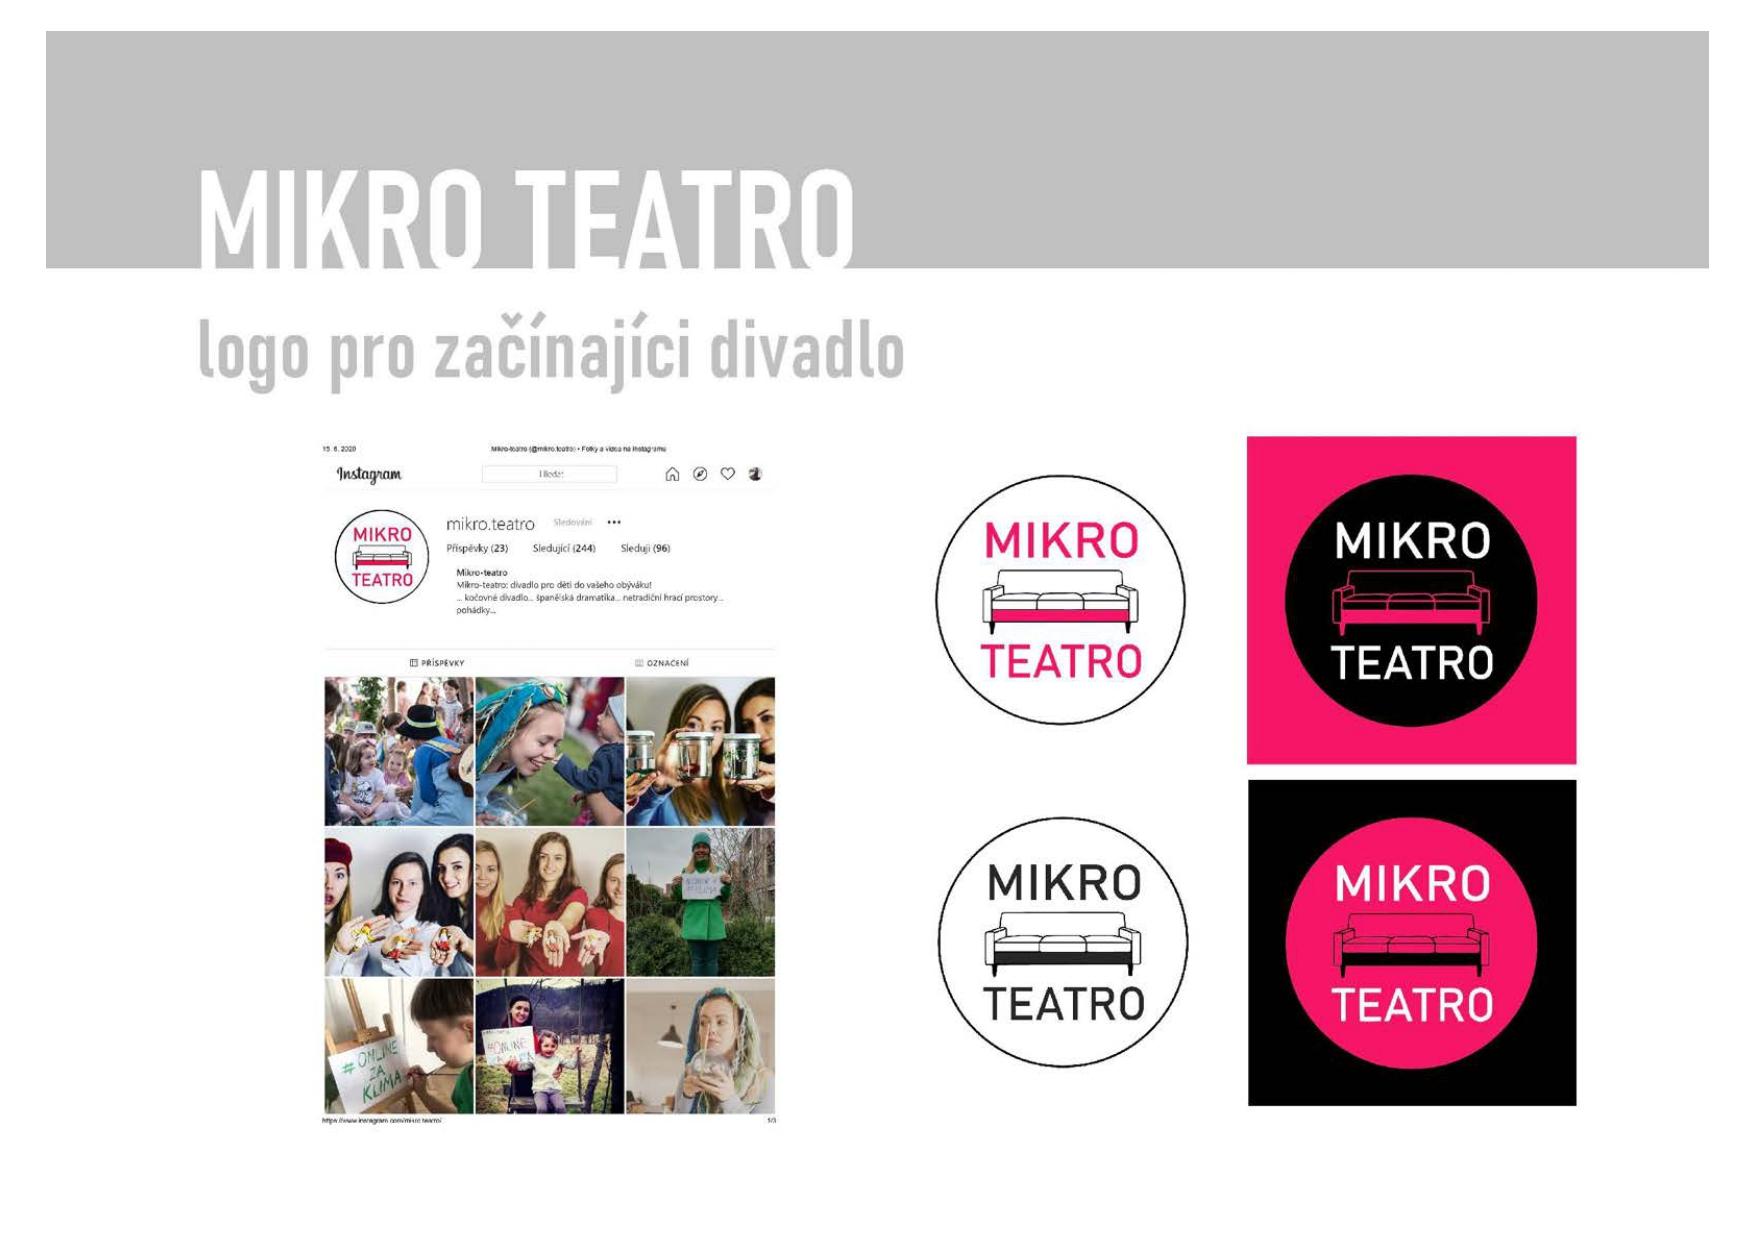 MIKRO TEATRO
logo pro začínajíci divadlo
15. 6. 2020
Mikro-teatro (@mikro.teatro) • Fotky a videa na Instagramu
Instagram
Hledat
MIKRO
TEATRO
mikro.teatro Sledování •••
Příspěvky (23) Sledující (244) Sleduji (96)
Mikro-teatro
Mikro-teatro: divadlo pro děti do vašeho obýváku!
... kočovné divadlo... španělská dramatika... netradiční hrací prostory...
pohádky...
PŘÍSPĚVKY
OZNAČENÍ
# ONLINE
ZA
KLIMA
#ONLINE
https://www.instagram.com/mikro.teatro/
1/3
MIKRO
TEATRO
MIKRO
TEATRO
MIKRO
TEATRO
MIKRO
TEATRO